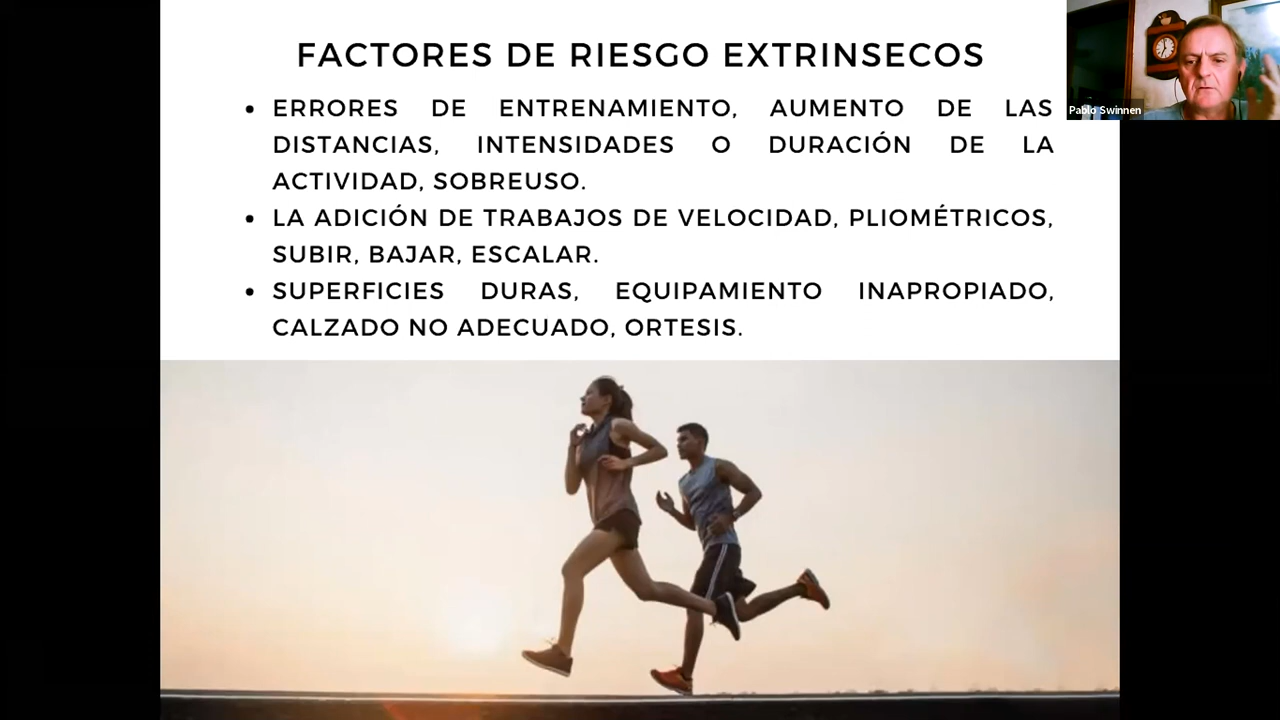 FACTORES DE RIESGO EXTRINSECOS
• ERRORES DE ENTRENAMIENTO, AUMENTO DE LAS
DISTANCIAS, INTENSIDADES O DURACIÓN DE LA
ACTIVIDAD, SOBREUSO.
• LA ADICIÓN DE TRABAJOS DE VELOCIDAD, PLIOMÉTRICOS,
SUBIR, BAJAR, ESCALAR.
• SUPERFICIES DURAS, EQUIPAMIENTO INAPROPIADO,
CALZADO NO ADECUADO, ORTESIS.
Pablo Swinnen